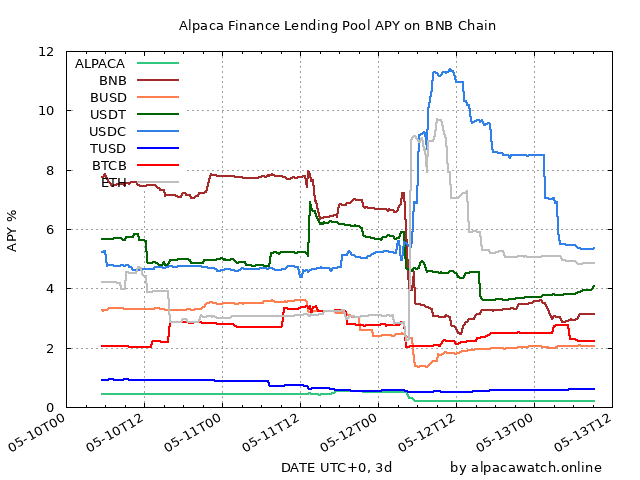 Alpaca Finance Lending Pool APY on BNB Chain
12
10
8
6
4
2
0
APY %
ALPACA
BNB
BUSD
USDT
USDC
TUSD
BTCB
ETH
05-10T00
05-10T12
05-11T00
05-11T12
05-12T00
05-12T12
05-13T00
05-13T12
DATE UTC+0, 3d
by alpacawatch.online